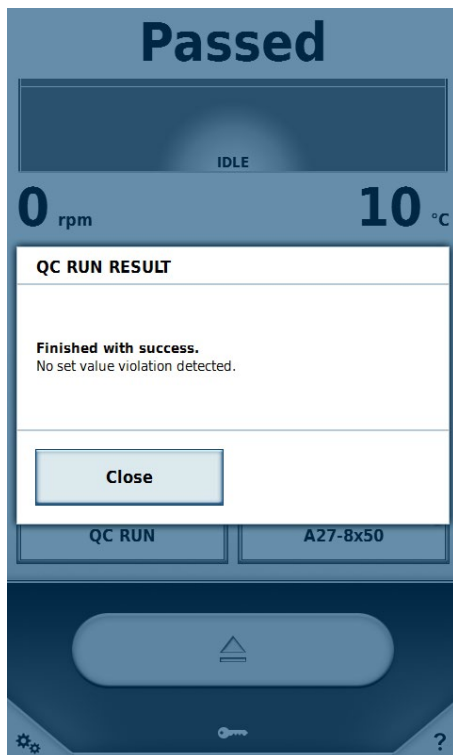 Passed
IDLE
0 rpm
10 °C
QC RUN RESULT
Finished with success.
No set value violation detected.
Close
QC RUN
A27-8x50
?